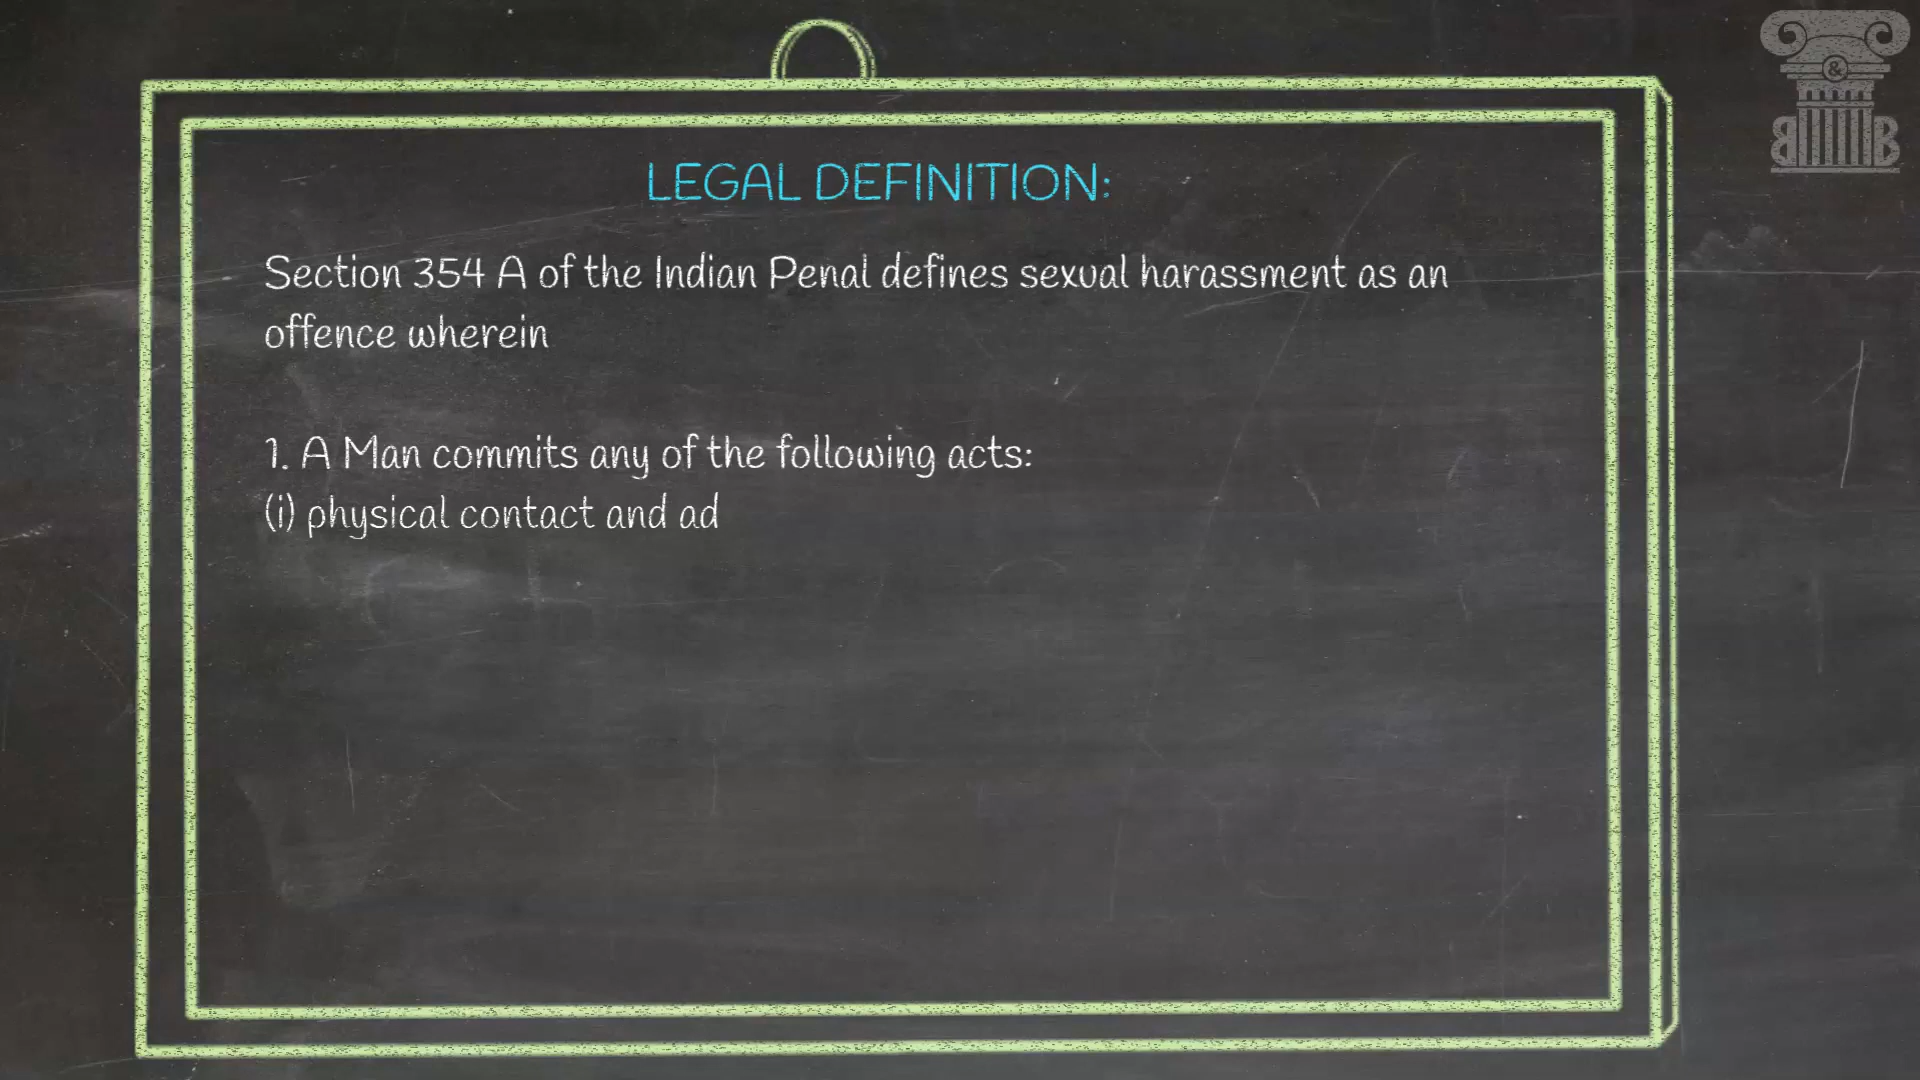 LEGAL DEFINITION:
Section 354 A of the Indian Penal defines sexual harassment as an
offence wherein
1. A Man commits any of the following acts:
(i) physical contact and ad
&
B B